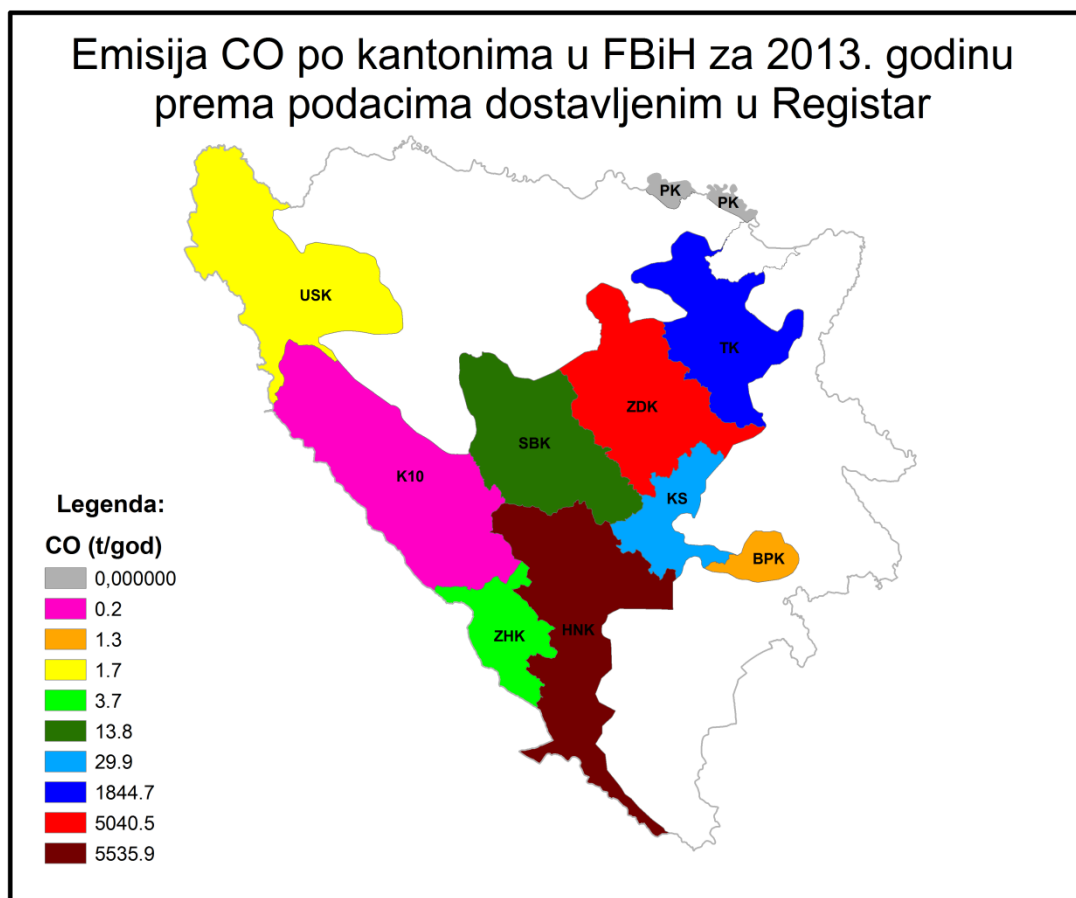 Emisija CO po kantonima u FBiH za 2013. godinu
prema podacima dostavljenim u Registar
PK
PK
USK
TK
ZDK
SBK
K10
KS
BPK
ZHK
HNK
Legenda:
CO (t/god)
0,000000
0.2
1.3
1.7
3.7
13.8
29.9
1844.7
5040.5
5535.9